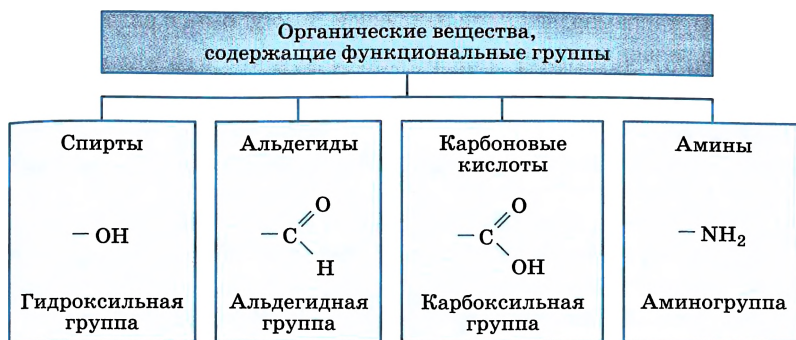 Органические вещества,
содержащие функциональные группы
Спирты
— OH
Гидроксильная
группа
Альдегиды
O
— C
H
Альдегидная
группа
Карбоновые
кислоты
O
— C
OH
Карбоксильная
группа
Амины
— NH₂
Аминогруппа